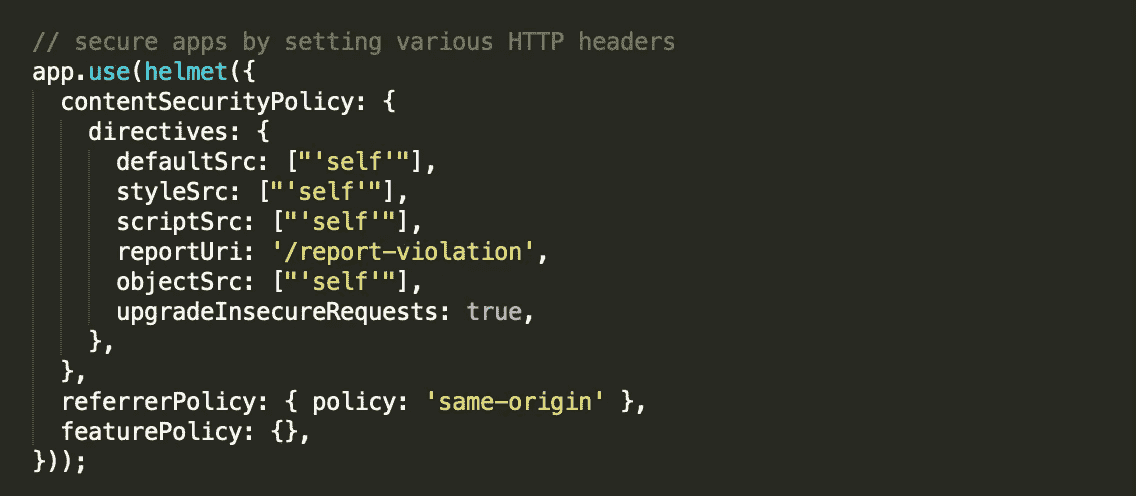 // secure apps by setting various HTTP headers
app.use(helmet({
  contentSecurityPolicy: {
    directives: {
      defaultSrc: ["'self'"],
      styleSrc: ["'self'"],
      scriptSrc: ["'self'"],
      reportUri: '/report-violation',
      objectSrc: ["'self'"],
      upgradeInsecureRequests: true,
    },
  },
  referrerPolicy: { policy: 'same-origin' },
  featurePolicy: {},
}));